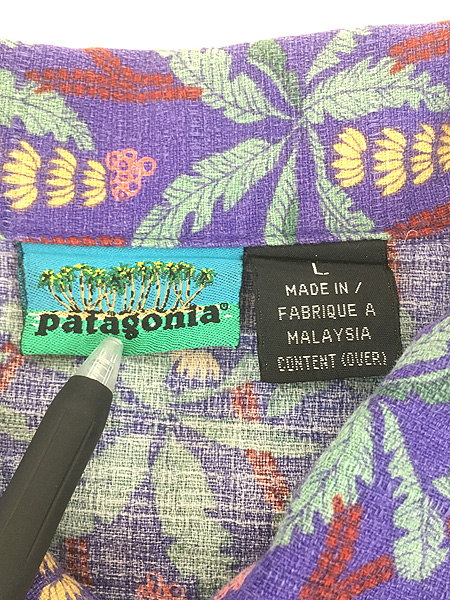 patagonia®
L
MADE IN /
FABRIQUE A
MALAYSIA
CONTENT (OVER)